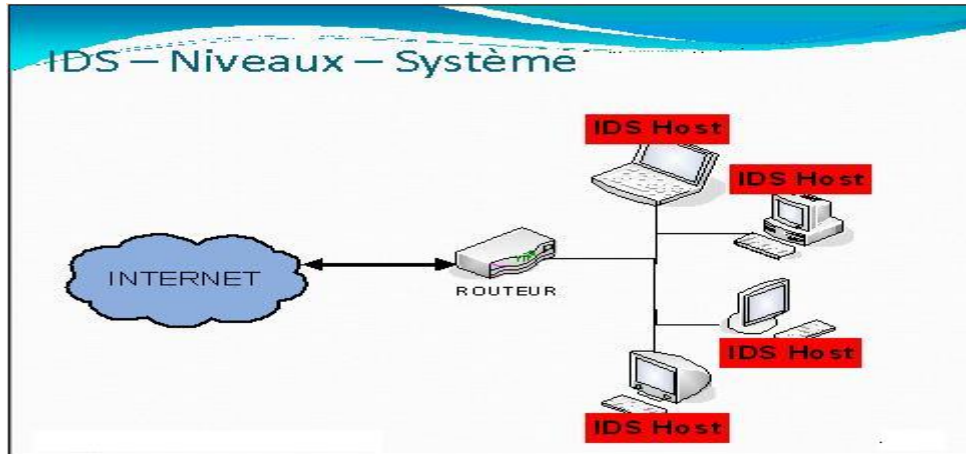 IDS – Niveaux – Système
IDS Host
IDS Host
INTERNET
ROUTEUR
IDS Host
IDS Host